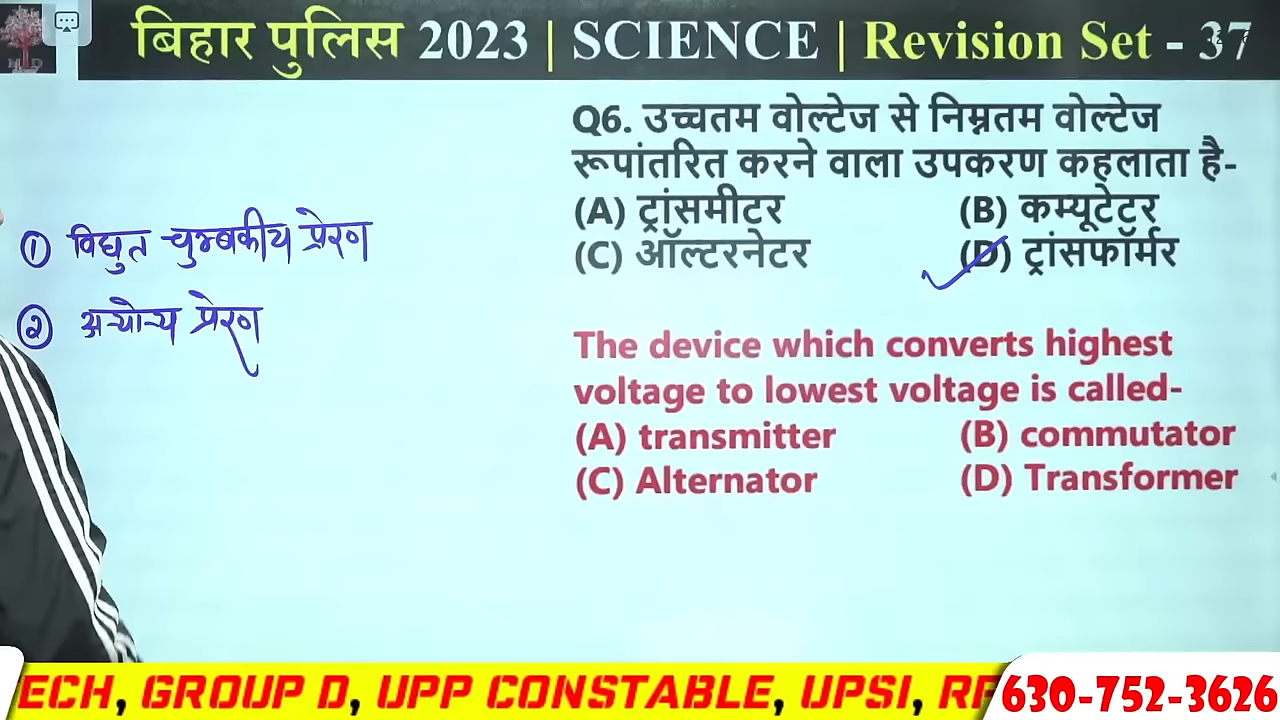 बिहार पुलिस 2023 | SCIENCE | Revision Set - 37
Q6. उच्चतम वोल्टेज से निम्नतम वोल्टेज
रूपांतरित करने वाला उपकरण कहलाता है-
(A) ट्रांसमीटर (B) कम्यूटेटर
(C) ऑल्टरनेटर (D) ट्रांसफॉर्मर
① विद्युत चुम्बकीय प्रेरण
② अन्योन्य प्रेरण
The device which converts highest
voltage to lowest voltage is called-
(A) transmitter (B) commutator
(C) Alternator (D) Transformer
ECH, GROUP D, UPP CONSTABLE, UPSI, RP
630-752-3626